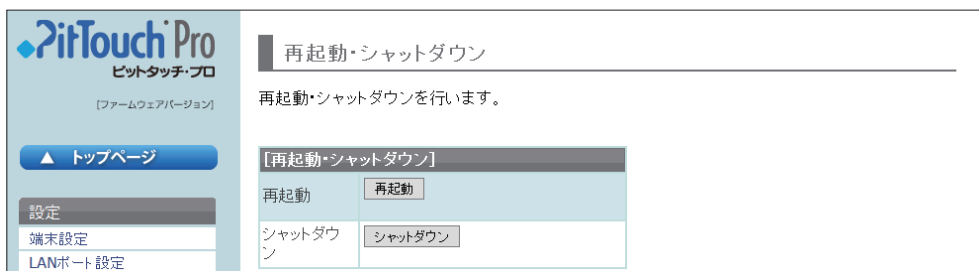 PitTouch Pro
ピットタッチ・プロ
[ファームウェアバージョン]
▲ トップページ
設定
端末設定
LANポート設定
再起動・シャットダウン
再起動・シャットダウンを行います。
[再起動・シャットダウン]
再起動 再起動
シャットダウ シャットダウン
ン